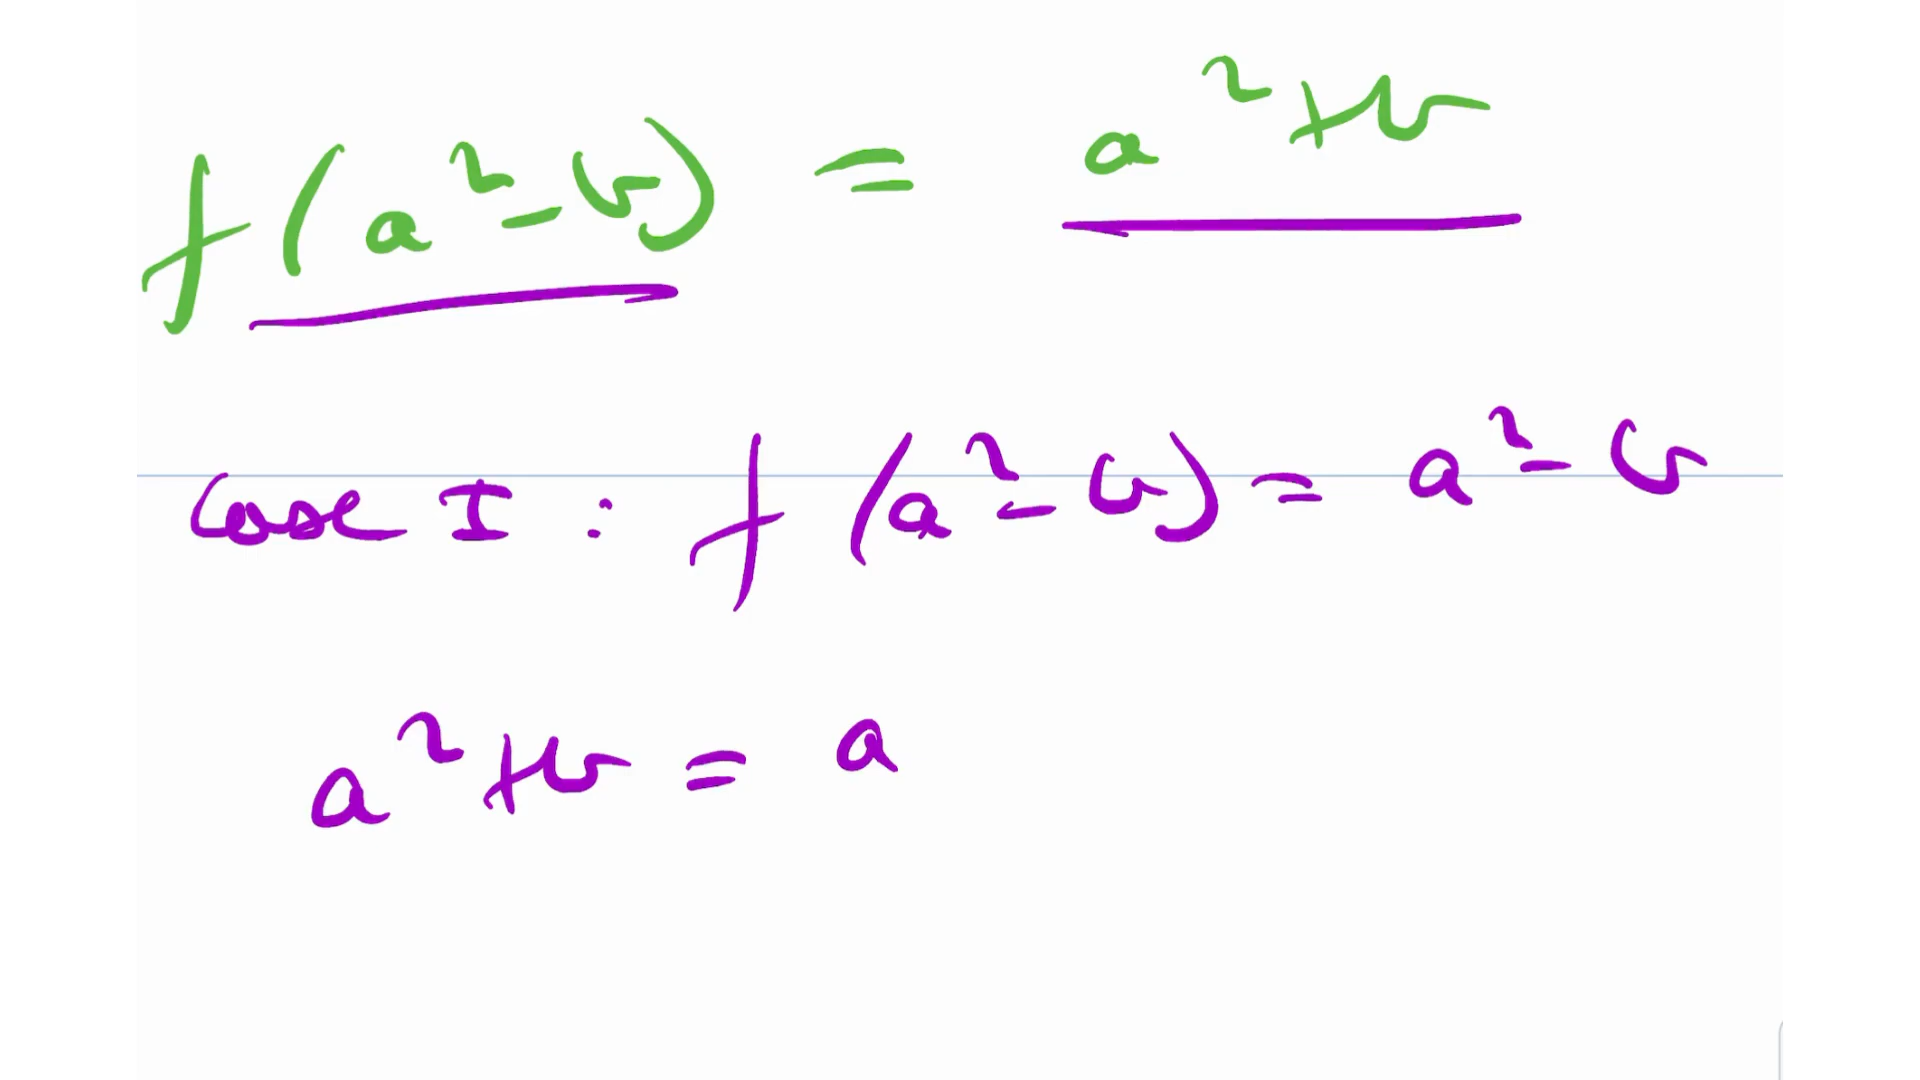 f(a²-b) = a²+b
Case I : f(a²-b) = a²-b
a²+b = a